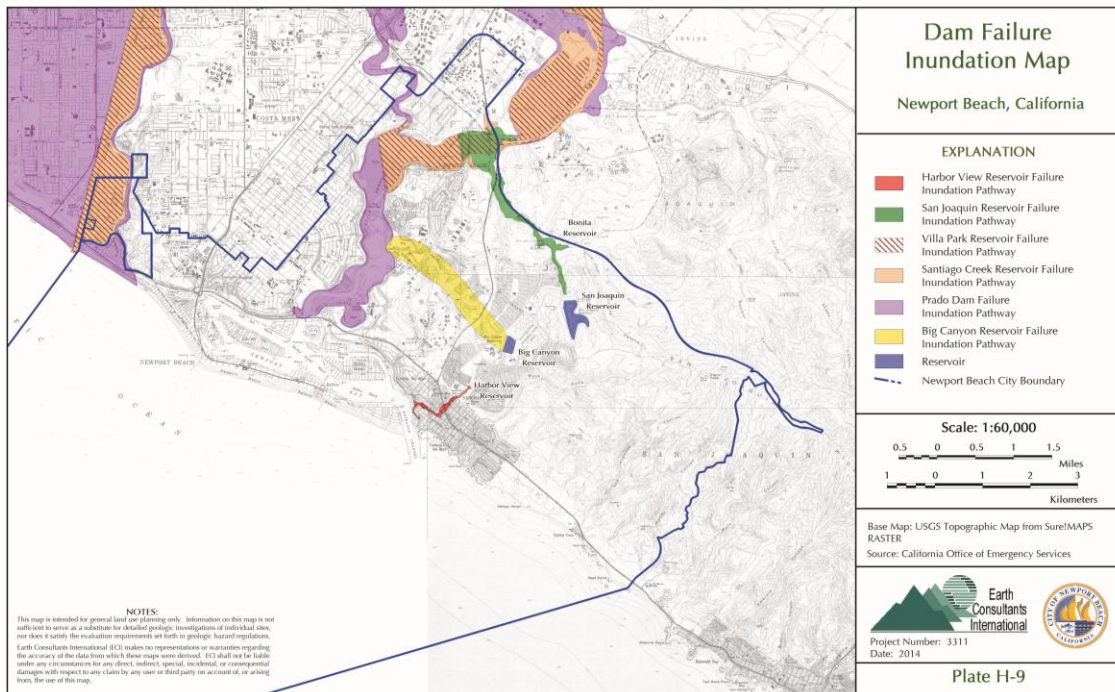 Dam Failure
Inundation Map
Newport Beach, California
EXPLANATION
Harbor View Reservoir Failure
Inundation Pathway
San Joaquin Reservoir Failure
Inundation Pathway
Villa Park Reservoir Failure
Inundation Pathway
Santiago Creek Reservoir Failure
Inundation Pathway
Prado Dam Failure
Inundation Pathway
Big Canyon Reservoir Failure
Inundation Pathway
Reservoir
Newport Beach City Boundary
Scale: 1:60,000
0.5 0 0.5 1 1.5
Miles
1 0 1 2 3
Kilometers
Base Map: USGS Topographic Map from Sure!MAPS
RASTER
Source: California Office of Emergency Services
Earth
Consultants
International
Project Number: 3311
Date: 2014
CITY OF NEWPORT BEACH
CALIFORNIA
Plate H-9
COSTA MESA
IRVINE
Bonita
Reservoir
San Joaquin
Reservoir
Big Canyon
Reservoir
Harbor View
Reservoir
NEWPORT BEACH
OCEAN
SAN JOAQUIN
NOTES:
This map is intended for general land use planning only. Information on this map is not
sufficient to serve as a substitute for detailed geologic investigations of individual sites,
nor does it satisfy the evaluation requirements set forth in geologic hazard regulations.
Earth Consultants International (ECI) makes no representations or warranties regarding
the accuracy of the data from which these maps were derived. ECI shall not be liable
under any circumstances for any direct, indirect, special, incidental, or consequential
damages with respect to any claim by any user or third party on account of, or arising
from, the use of this map.